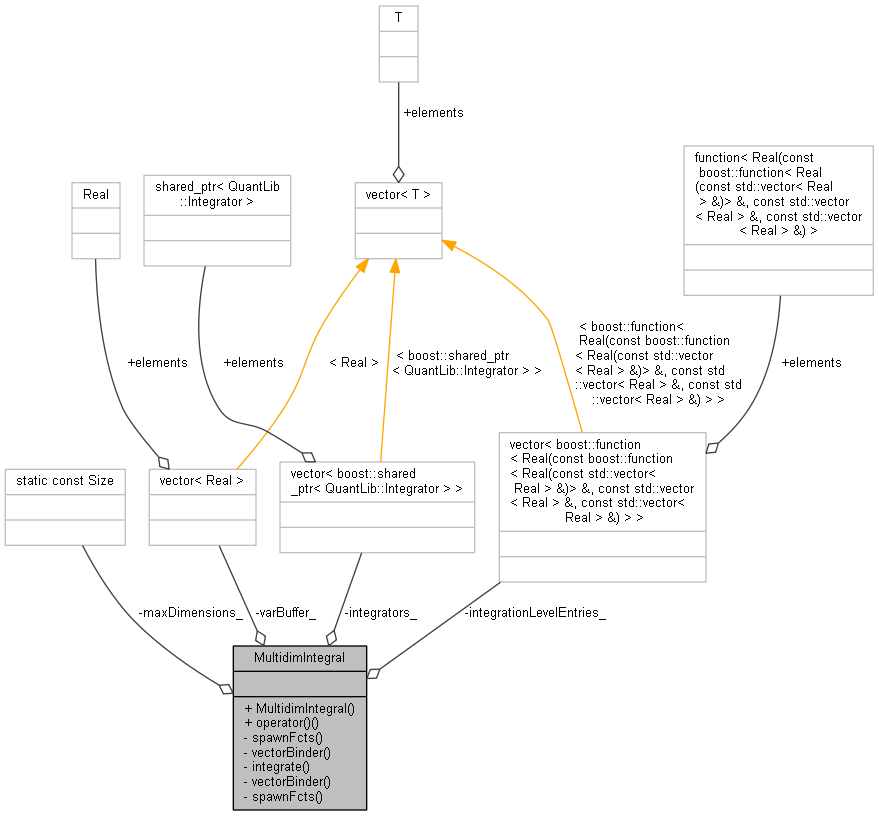 T
+elements
function< Real(const
boost::function< Real
(const std::vector< Real
> &)> &, const std::vector
< Real > &, const std::vector
< Real > &) >
shared_ptr< QuantLib
::Integrator >
Real
vector< T >
+elements
+elements
< Real >
< boost::shared_ptr
< QuantLib::Integrator > >
< boost::function<
Real(const boost::function
< Real(const std::vector
< Real > &)> &, const std
::vector< Real > &, const std
::vector< Real > &) > >
+elements
static const Size
vector< Real >
vector< boost::shared
_ptr< QuantLib::Integrator > >
vector< boost::function
< Real(const boost::function
< Real(const std::vector<
Real > &)> &, const std::vector
< Real > &, const std::vector<
Real > &) > >
-maxDimensions_
-varBuffer_
-integrators_
-integrationLevelEntries_
MultidimIntegral
+ MultidimIntegral()
+ operator()()
- spawnFcts()
- vectorBinder()
- integrate()
- vectorBinder()
- spawnFcts()